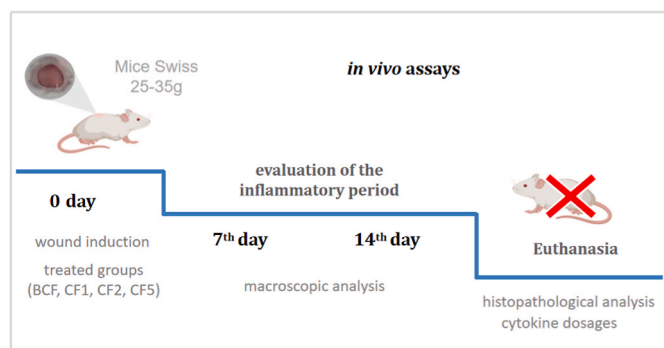 Mice Swiss
25-35g
in vivo assays
evaluation of the
inflammatory period
0 day
7th day
14th day
Euthanasia
wound induction
treated groups
(BCF, CF1, CF2, CF5)
macroscopic analysis
histopathological analysis
cytokine dosages